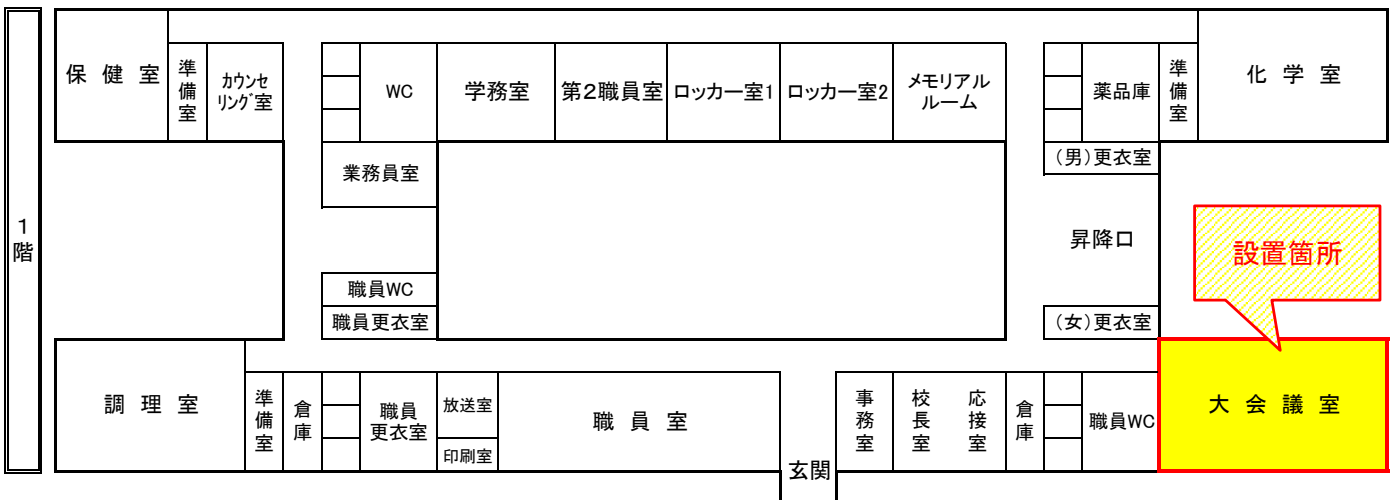 1階
保健室
準備室
カウンセ
リング室
WC
学務室
第2職員室
ロッカー室1
ロッカー室2
メモリアル
ルーム
薬品庫
準備室
化学室
業務員室
(男)更衣室
昇降口
設置箇所
職員WC
職員更衣室
(女)更衣室
調理室
準備室
倉庫
職員
更衣室
放送室
印刷室
職員室
玄関
事務室
校長室
応接室
倉庫
職員WC
大会議室